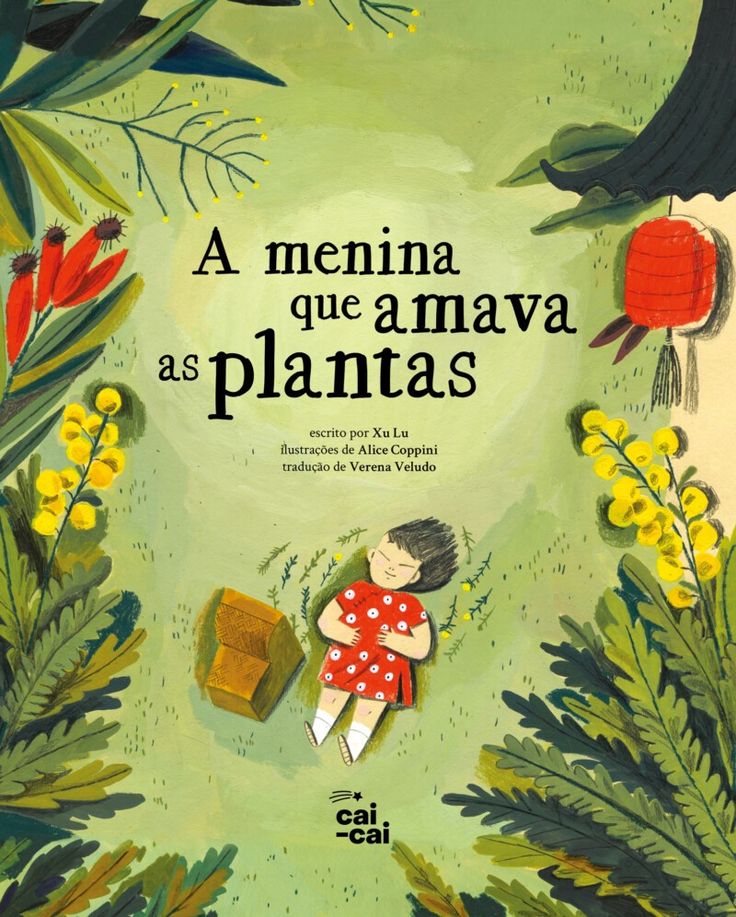 A menina
que amava
as plantas
escrito por Xu Lu
ilustrações de Alice Coppini
tradução de Verena Veludo
cai
-cai